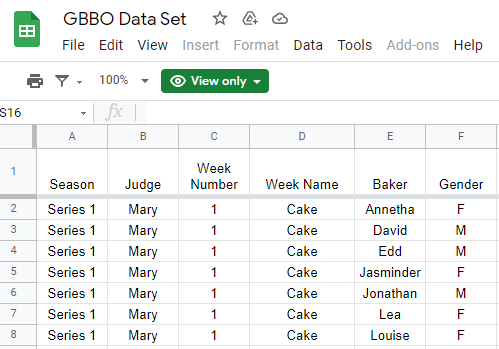 GBBO Data Set
File Edit View Insert Format Data Tools Add-ons Help
100% View only
S16 fx
A B C D E F
1 Season Judge Week Number Week Name Baker Gender
2 Series 1 Mary 1 Cake Annetha F
3 Series 1 Mary 1 Cake David M
4 Series 1 Mary 1 Cake Edd M
5 Series 1 Mary 1 Cake Jasminder F
6 Series 1 Mary 1 Cake Jonathan M
7 Series 1 Mary 1 Cake Lea F
8 Series 1 Mary 1 Cake Louise F